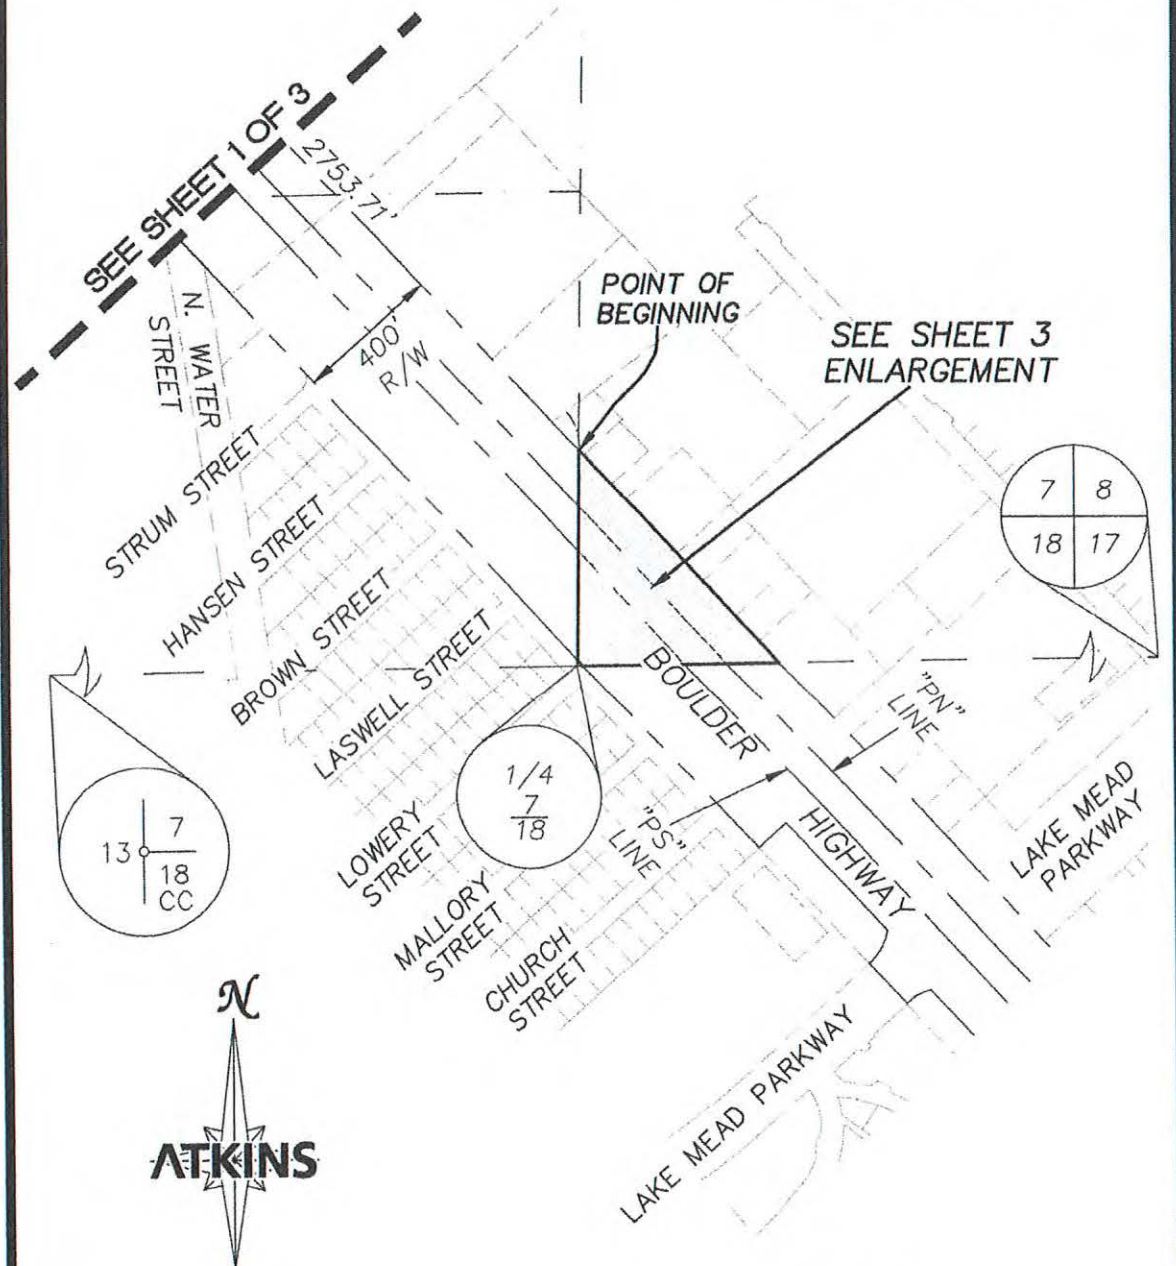 SEE SHEET 1 OF 3
2753.71'
N. WATER
STREET
400'
R/W
POINT OF
BEGINNING
SEE SHEET 3
ENLARGEMENT
STRUM STREET
HANSEN STREET
BROWN STREET
LASWELL STREET
LOWERY
STREET
MALLORY
STREET
CHURCH
STREET
7 8
18 17
BOULDER
HIGHWAY
"PN"
LINE
"PS"
LINE
1/4
7
18
13 7
18
CC
LAKE MEAD
PARKWAY
LAKE MEAD PARKWAY
N
ATKINS